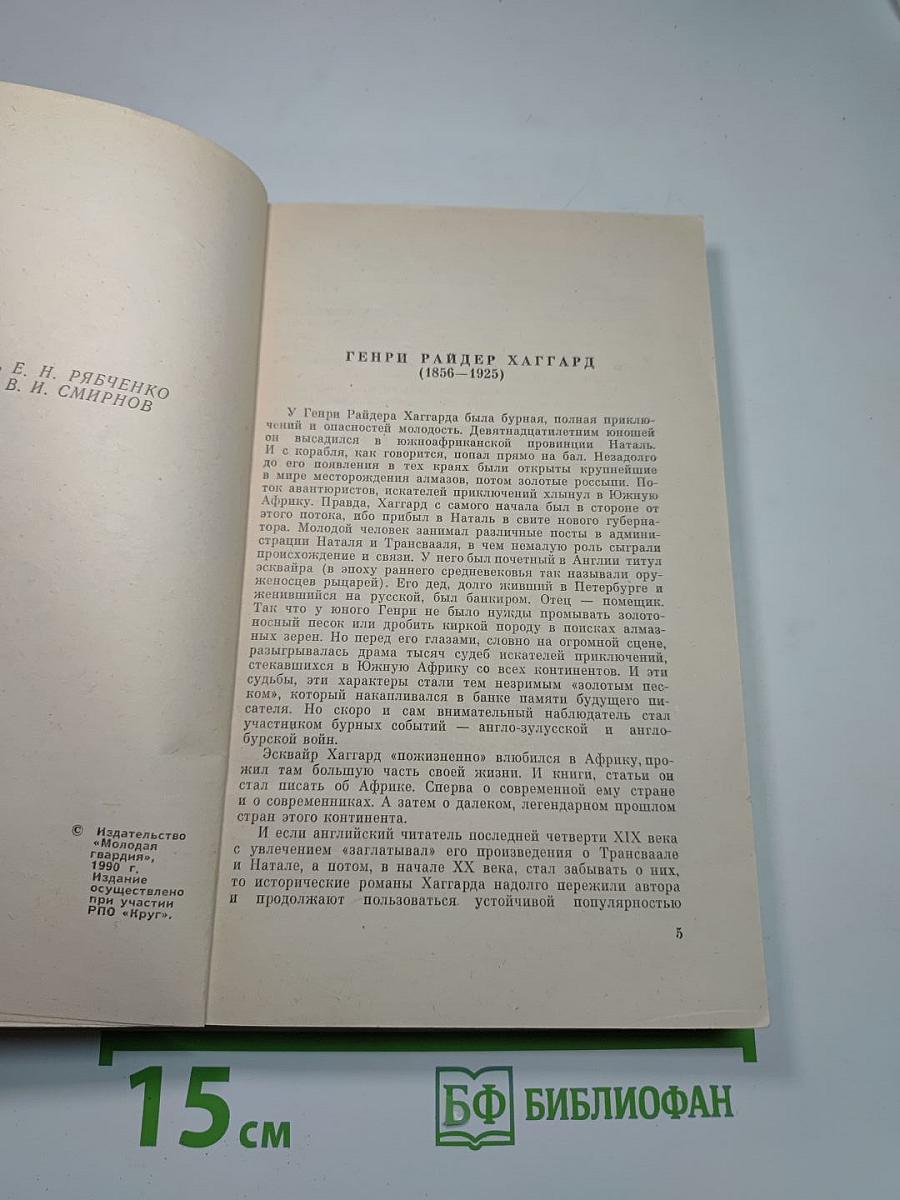 Е. Н. РЯБЧЕНКО
В. И. СМИРНОВ
© Издательство
«Молодая
гвардия»,
1990 г.
Издание
осуществлено
при участии
РПО «Круг».
ГЕНРИ РАЙДЕР ХАГГАРД
(1856—1925)
У Генри Райдера Хаггарда была бурная, полная приклю-
чений и опасностей молодость. Девятнадцатилетним юношей
он высадился в южноафриканской провинции Наталь.
И с корабля, как говорится, попал прямо на бал. Незадолго
до его появления в тех краях были открыты крупнейшие
в мире месторождения алмазов, потом золотые россыпи. По-
ток авантюристов, искателей приключений хлынул в Южную
Африку. Правда, Хаггард с самого начала был в стороне от
этого потока, ибо прибыл в Наталь в свите нового губерна-
тора. Молодой человек занимал различные посты в админи-
страции Наталя и Трансвааля, в чем немалую роль сыграли
происхождение и связи. У него был почетный в Англии титул
эсквайра (в эпоху раннего средневековья так называли ору-
женосцев рыцарей). Его дед, долго живший в Петербурге и
женившийся на русской, был банкиром. Отец — помещик.
Так что у юного Генри не было нужды промывать золото-
носный песок или дробить киркой породу в поисках алмаз-
ных зерен. Но перед его глазами, словно на огромной сцене,
разыгрывалась драма тысяч судеб искателей приключений,
стекавшихся в Южную Африку со всех континентов. И эти
судьбы, эти характеры стали тем незримым «золотым пес-
ком», который накапливался в банке памяти будущего пи-
сателя. Но скоро и сам внимательный наблюдатель стал
участником бурных событий — англо-зулусской и англо-
бурской войн.
Эсквайр Хаггард «пожизненно» влюбился в Африку, про-
жил там большую часть своей жизни. И книги, статьи он
стал писать об Африке. Сперва о современной ему стране
и о современниках. А затем о далеком, легендарном прошлом
стран этого континента.
И если английский читатель последней четверти XIX века
с увлечением «заглатывал» его произведения о Трансваале
и Натале, а потом, в начале XX века, стал забывать о них,
то исторические романы Хаггарда надолго пережили автора
и продолжают пользоваться устойчивой популярностью
5
15 см
БФ БИБЛИОФАН